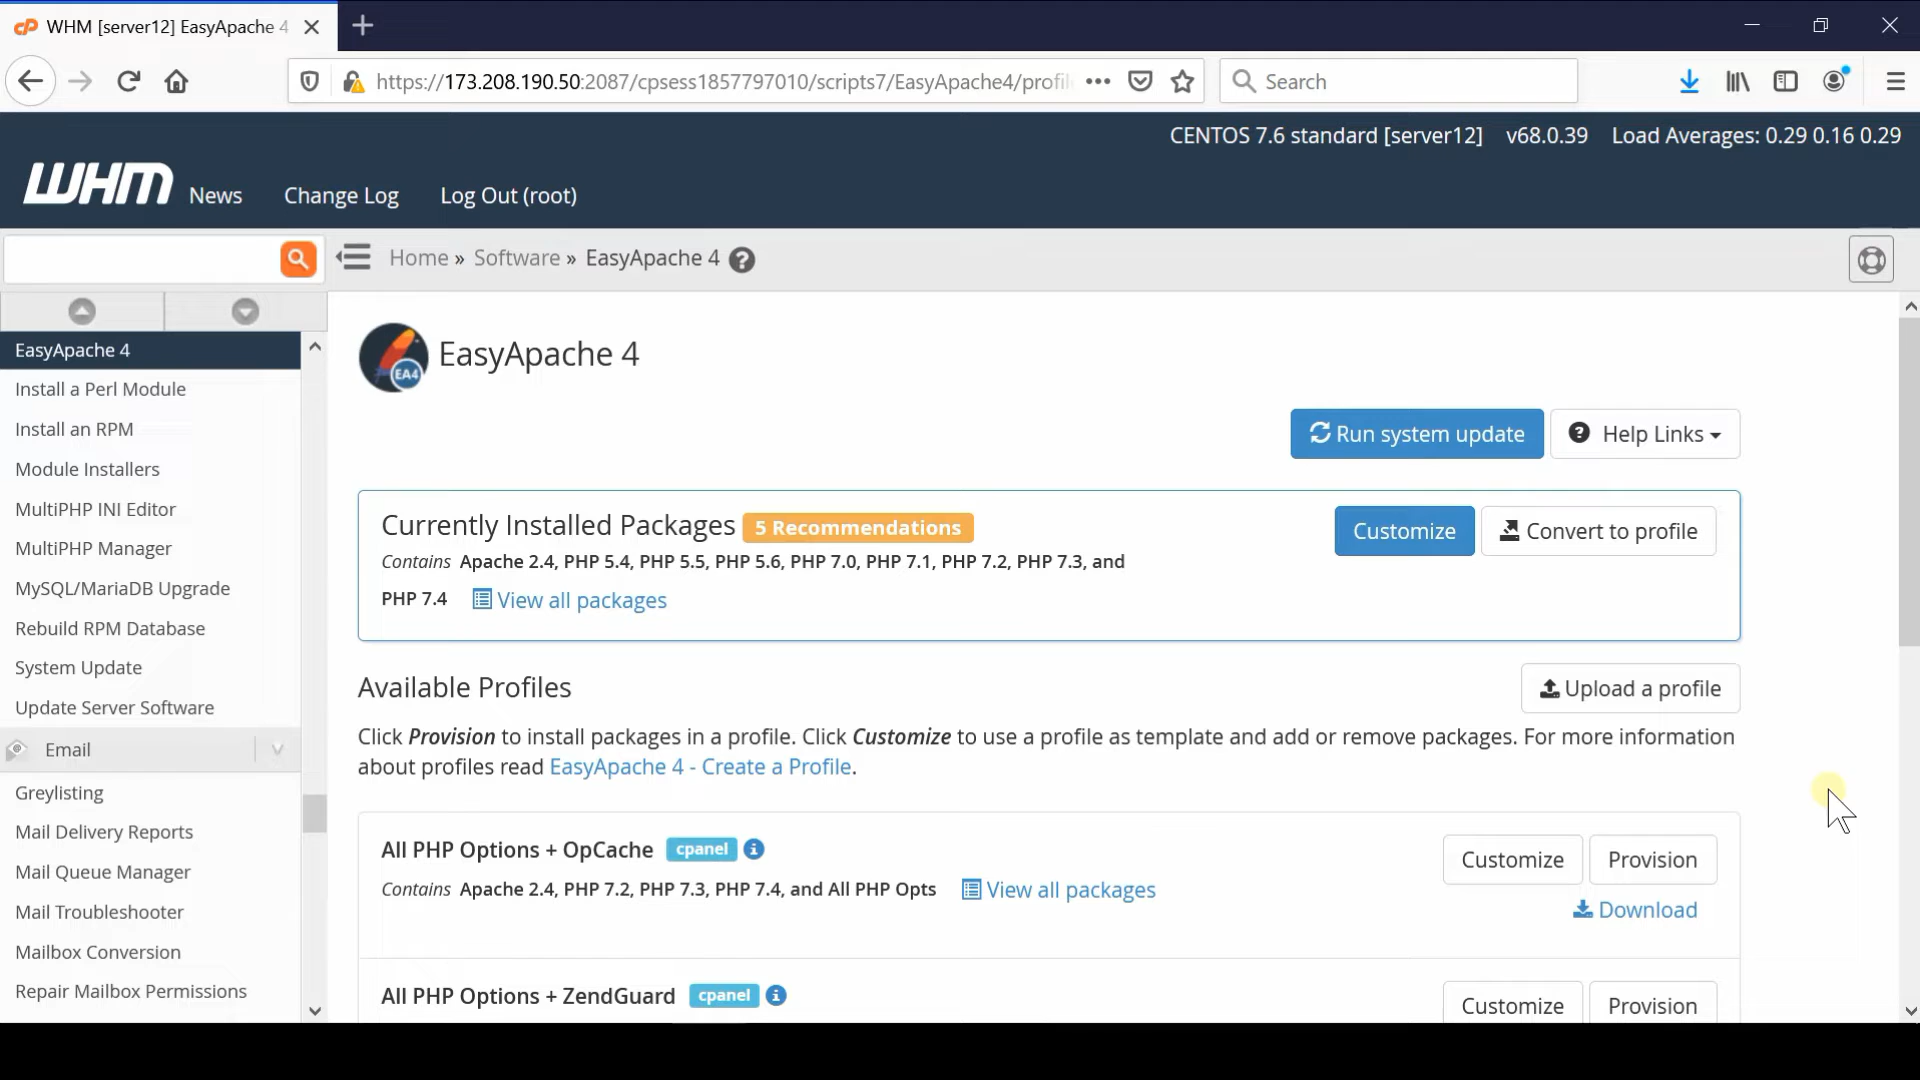 WHM [server12] EasyApache 4
https://173.208.190.50:2087/cpsess1857797010/scripts7/EasyApache4/profi
Search
CENTOS 7.6 standard [server12] v68.0.39 Load Averages: 0.29 0.16 0.29
WHM News Change Log Log Out (root)
Home » Software » EasyApache 4
EasyApache 4
Install a Perl Module
Install an RPM
Module Installers
MultiPHP INI Editor
MultiPHP Manager
MySQL/MariaDB Upgrade
Rebuild RPM Database
System Update
Update Server Software
Email
Greylisting
Mail Delivery Reports
Mail Queue Manager
Mail Troubleshooter
Mailbox Conversion
Repair Mailbox Permissions
EA4 EasyApache 4
Run system update Help Links
Currently Installed Packages 5 Recommendations
Customize Convert to profile
Contains Apache 2.4, PHP 5.4, PHP 5.5, PHP 5.6, PHP 7.0, PHP 7.1, PHP 7.2, PHP 7.3, and
PHP 7.4 View all packages
Available Profiles
Upload a profile
Click Provision to install packages in a profile. Click Customize to use a profile as template and add or remove packages. For more information
about profiles read EasyApache 4 - Create a Profile.
All PHP Options + OpCache cpanel
Customize Provision
Contains Apache 2.4, PHP 7.2, PHP 7.3, PHP 7.4, and All PHP Opts View all packages
Download
All PHP Options + ZendGuard cpanel
Customize Provision